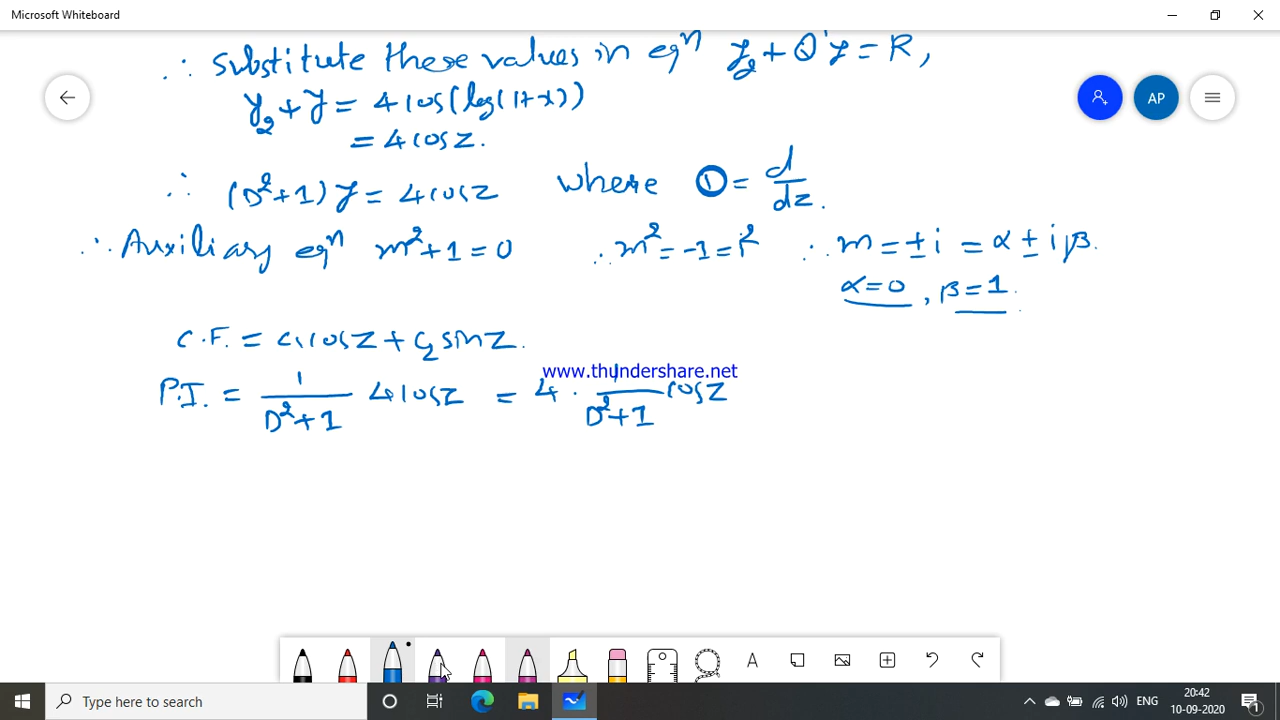 Microsoft Whiteboard
∴ substitute these values in eqⁿ y₂ + Q'y = R,
y₂ + y = 4 cos(log(1+x))
= 4 cos z.
∴ (D²+1) y = 4 cos z where D = d/dz.
∴ Auxiliary eqⁿ m²+1 = 0 ∴ m² = -1 = i² ∴ m = ± i = α ± iβ.
α = 0, β = 1.
C.F. = c₁ cos z + c₂ sin z.
www.thundershare.net
P.I. = 1/(D²+1) 4 cos z = 4 · 1/(D²+1) cos z
AP
A
Type here to search
ENG
20:42
10-09-2020
1